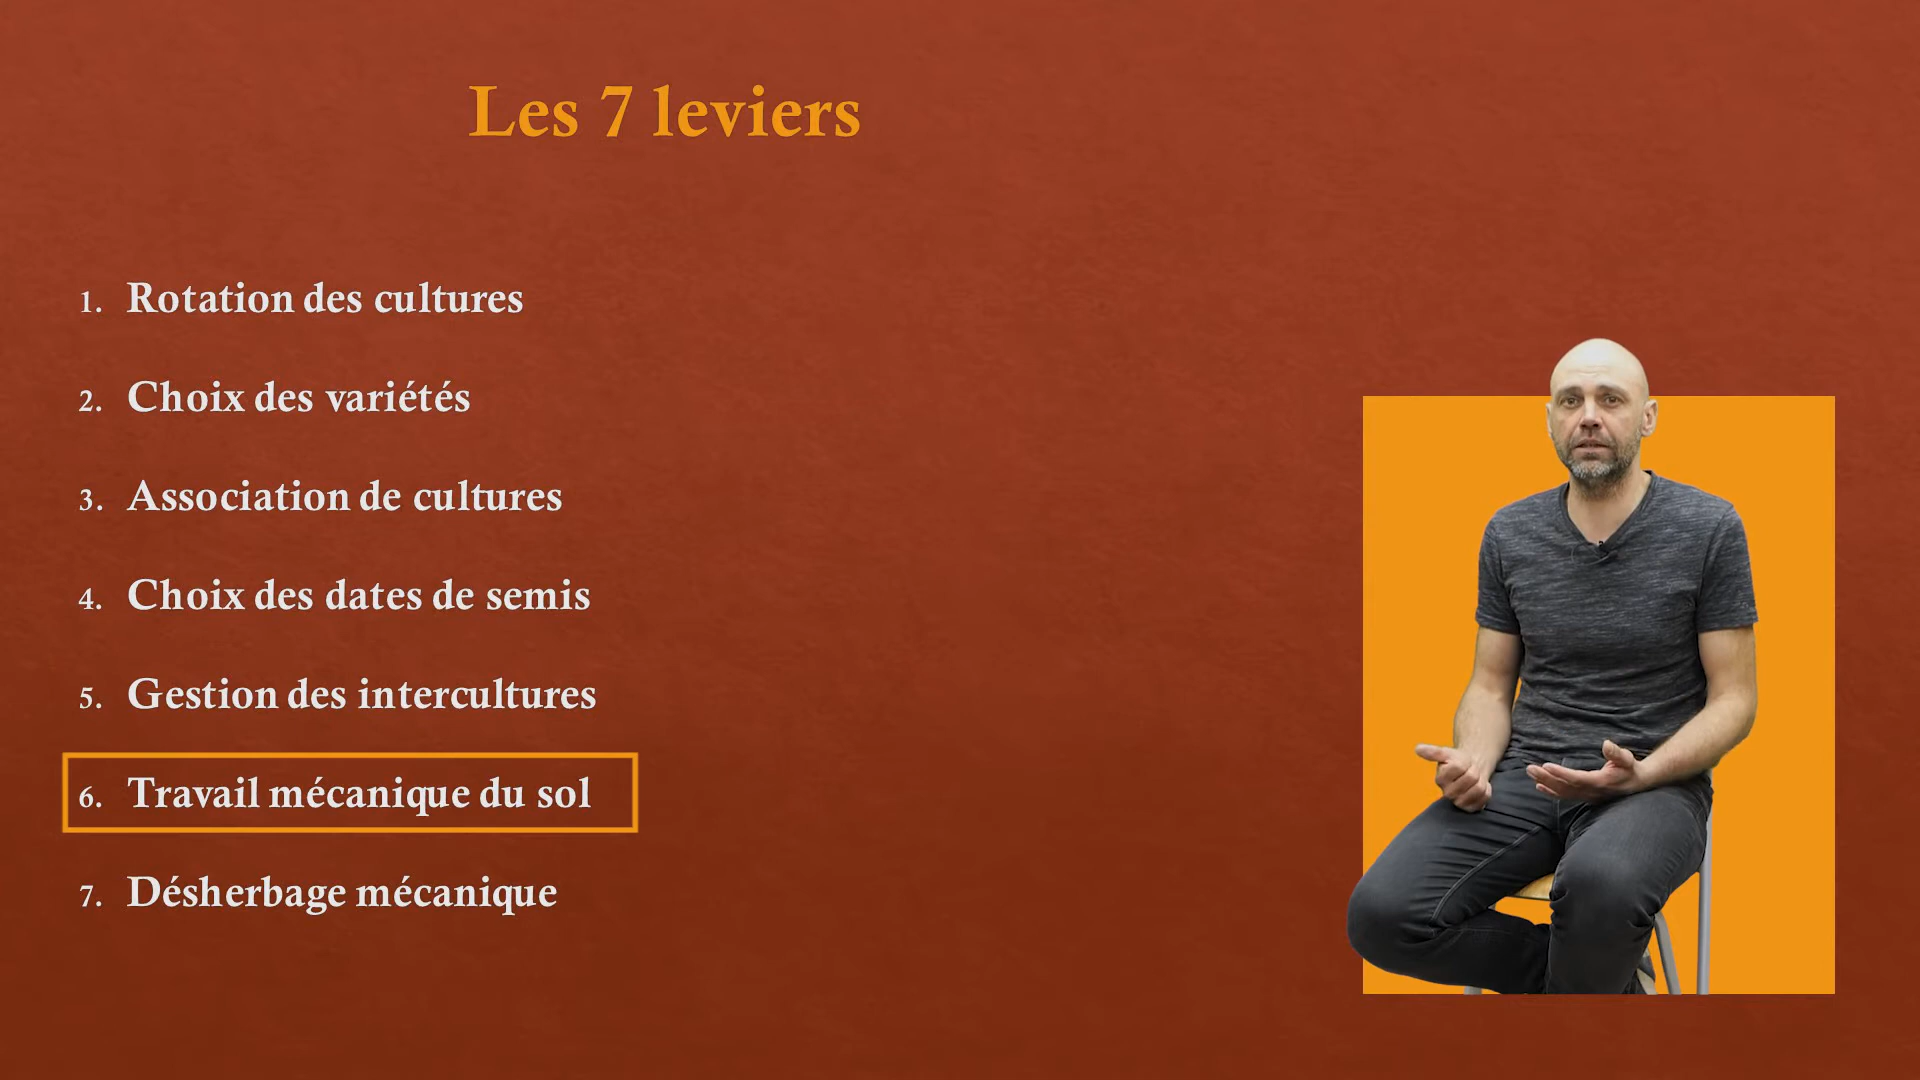 Les 7 leviers
1. Rotation des cultures
2. Choix des variétés
3. Association de cultures
4. Choix des dates de semis
5. Gestion des intercultures
6. Travail mécanique du sol
7. Désherbage mécanique